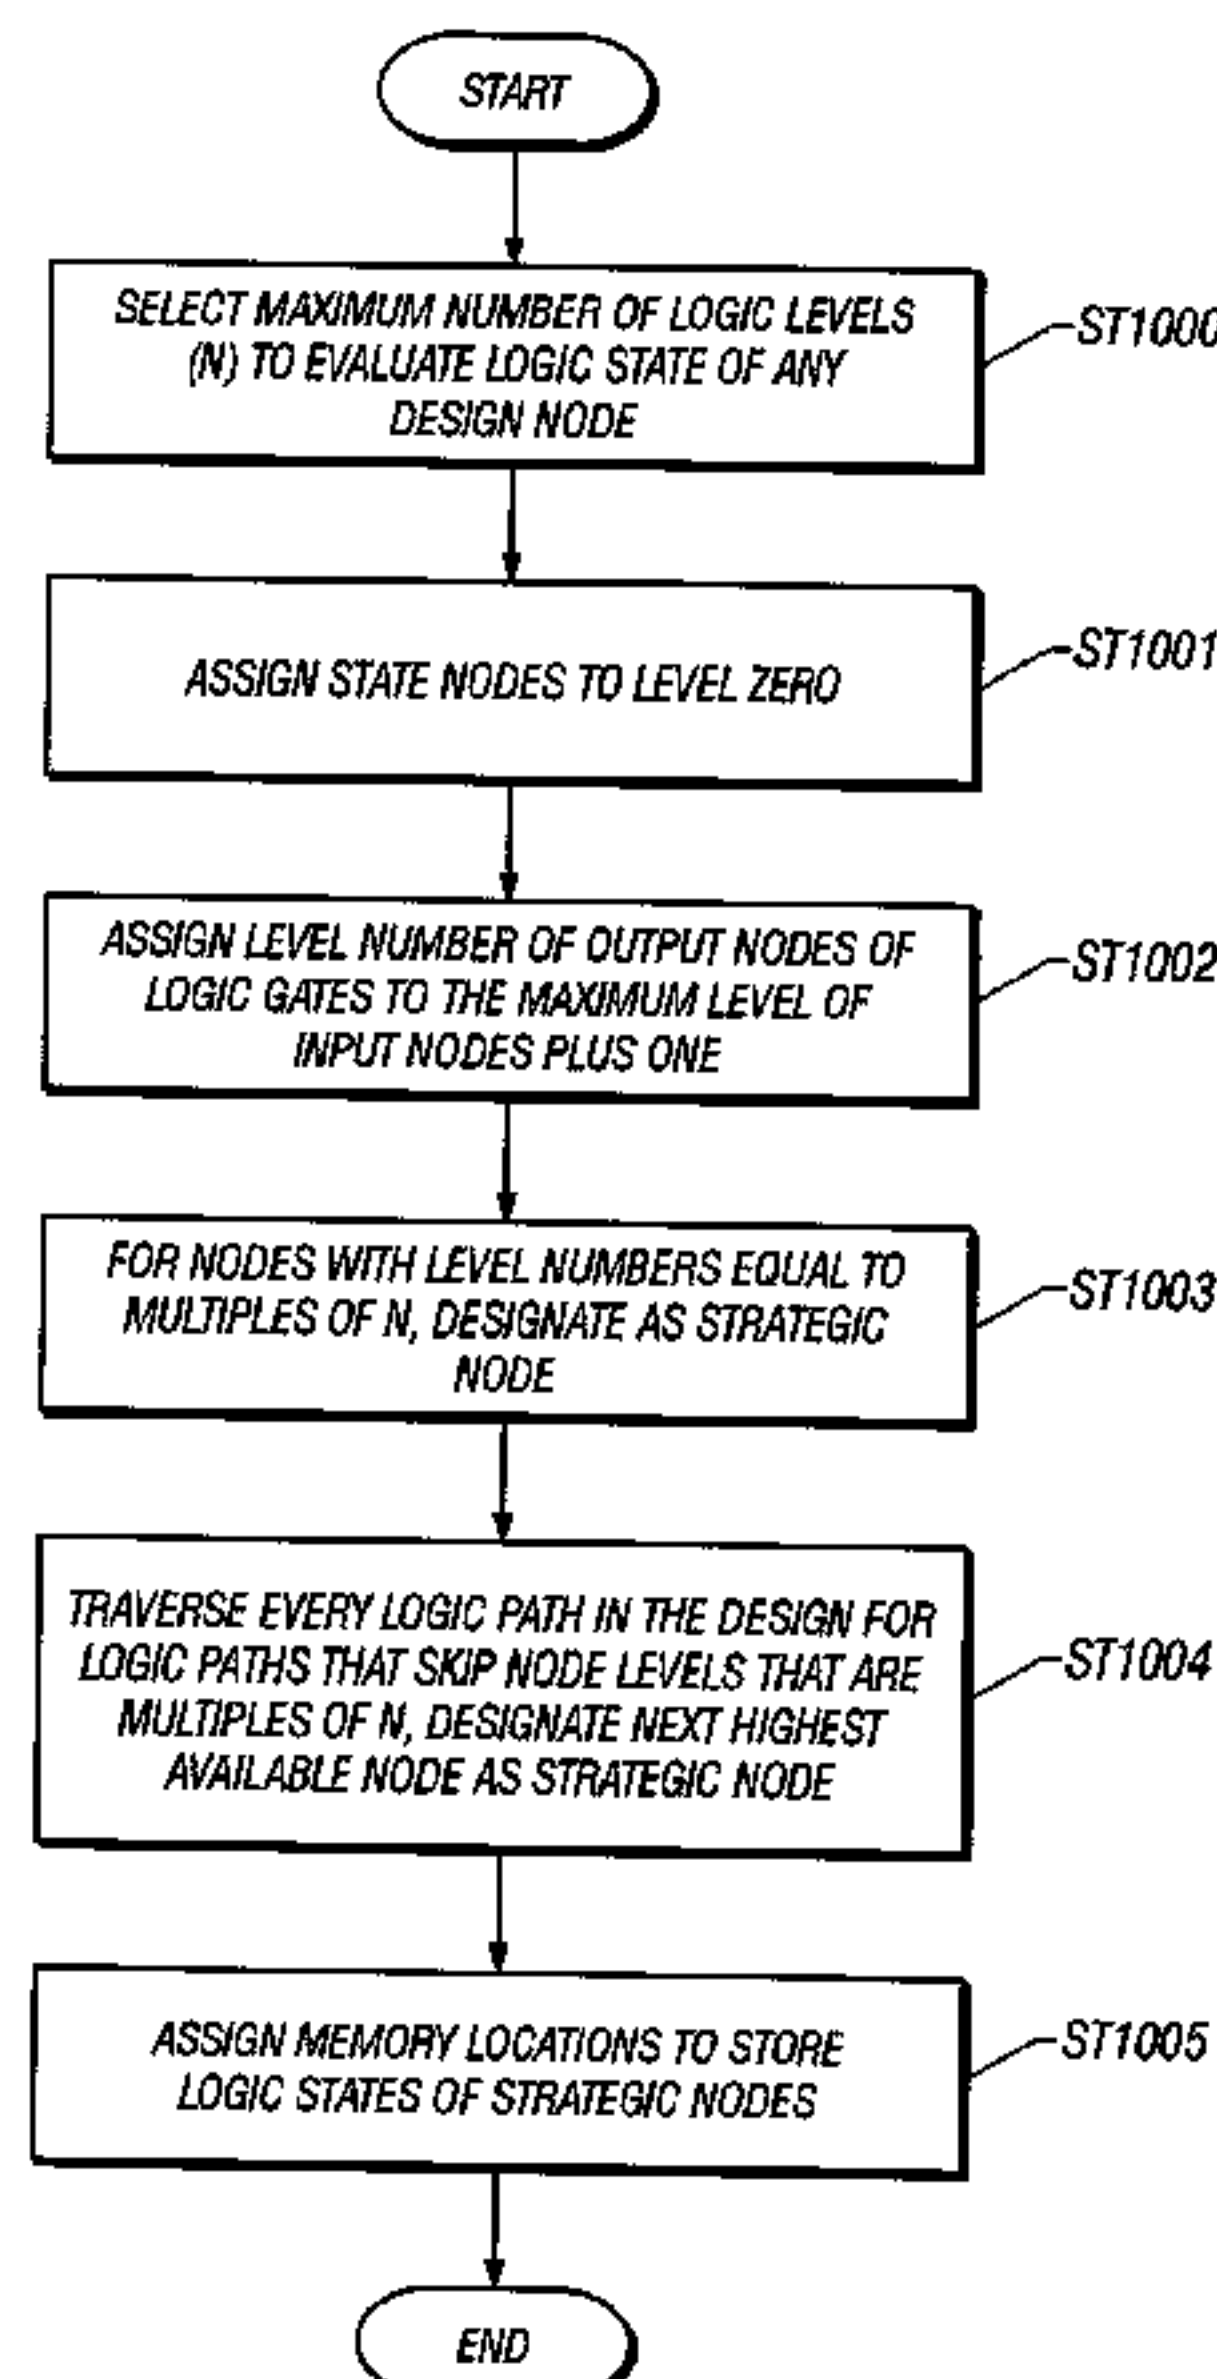 START
SELECT MAXIMUM NUMBER OF LOGIC LEVELS
(N) TO EVALUATE LOGIC STATE OF ANY
DESIGN NODE
ST1000
ASSIGN STATE NODES TO LEVEL ZERO
ST1001
ASSIGN LEVEL NUMBER OF OUTPUT NODES OF
LOGIC GATES TO THE MAXIMUM LEVEL OF
INPUT NODES PLUS ONE
ST1002
FOR NODES WITH LEVEL NUMBERS EQUAL TO
MULTIPLES OF N, DESIGNATE AS STRATEGIC
NODE
ST1003
TRAVERSE EVERY LOGIC PATH IN THE DESIGN FOR
LOGIC PATHS THAT SKIP NODE LEVELS THAT ARE
MULTIPLES OF N, DESIGNATE NEXT HIGHEST
AVAILABLE NODE AS STRATEGIC NODE
ST1004
ASSIGN MEMORY LOCATIONS TO STORE
LOGIC STATES OF STRATEGIC NODES
ST1005
END